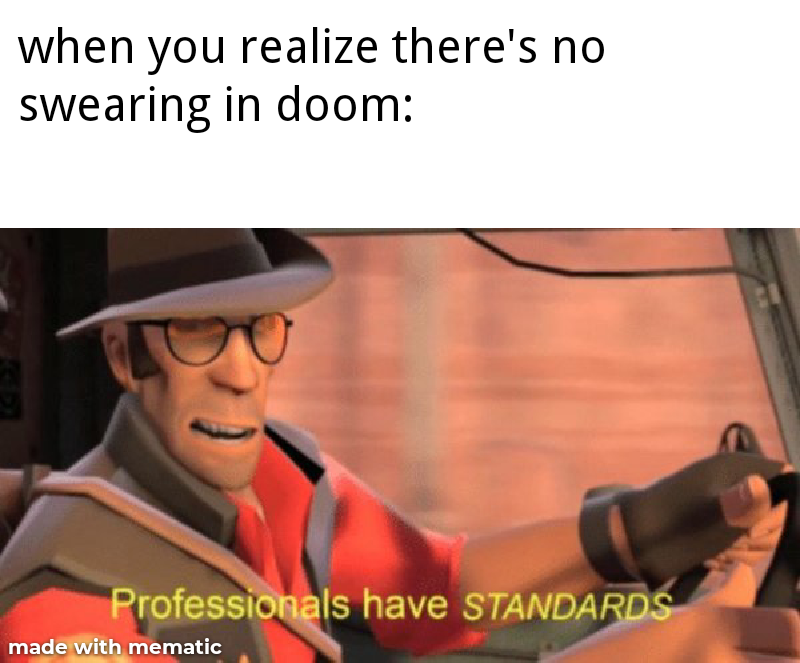 when you realize there's no
swearing in doom:
Professionals have STANDARDS
made with mematic